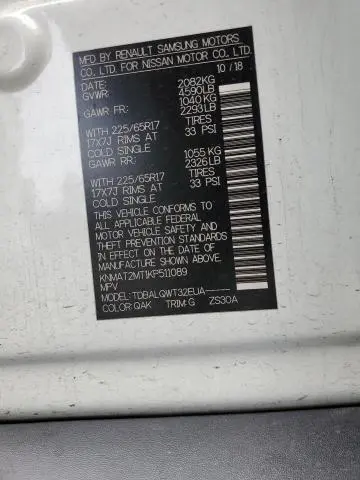 MFD BY RENAULT SAMSUNG MOTORS
CO., LTD. FOR NISSAN MOTOR CO., LTD.
DATE: 10/18
GVWR: 2082KG
4590LB
GAWR FR: 1040KG
2293LB
WITH 225/65R17 TIRES
17X7J RIMS AT 33 PSI
COLD SINGLE
GAWR RR: 1055KG
2326LB
WITH 225/65R17 TIRES
17X7J RIMS AT 33 PSI
COLD SINGLE
THIS VEHICLE CONFORMS TO
ALL APPLICABLE FEDERAL
MOTOR VEHICLE SAFETY AND
THEFT PREVENTION STANDARDS
IN EFFECT ON THE DATE OF
MANUFACTURE SHOWN ABOVE.
KNMAT2MT1KP511089
MPV
MODEL:TDBALQWT32EUA-----
COLOR:QAK TRIM:G ZS30A